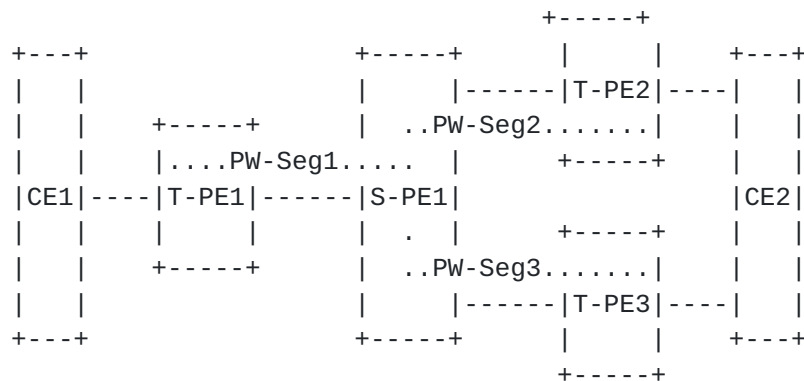 +-----+
+---+             +-----+     |     |    +---+
|   |             |     |------|T-PE2|----|   |
|   |   +-----+   |  ..PW-Seg2.......|    |   |
|   |   |....PW-Seg1.....  |     +-----+    |   |
|CE1|----|T-PE1|------|S-PE1|              |CE2|
|   |   |     |     |  .  |     +-----+    |   |
|   |   +-----+     |  ..PW-Seg3.......|    |   |
|   |             |     |------|T-PE3|----|   |
+---+             +-----+     |     |    +---+
                            +-----+